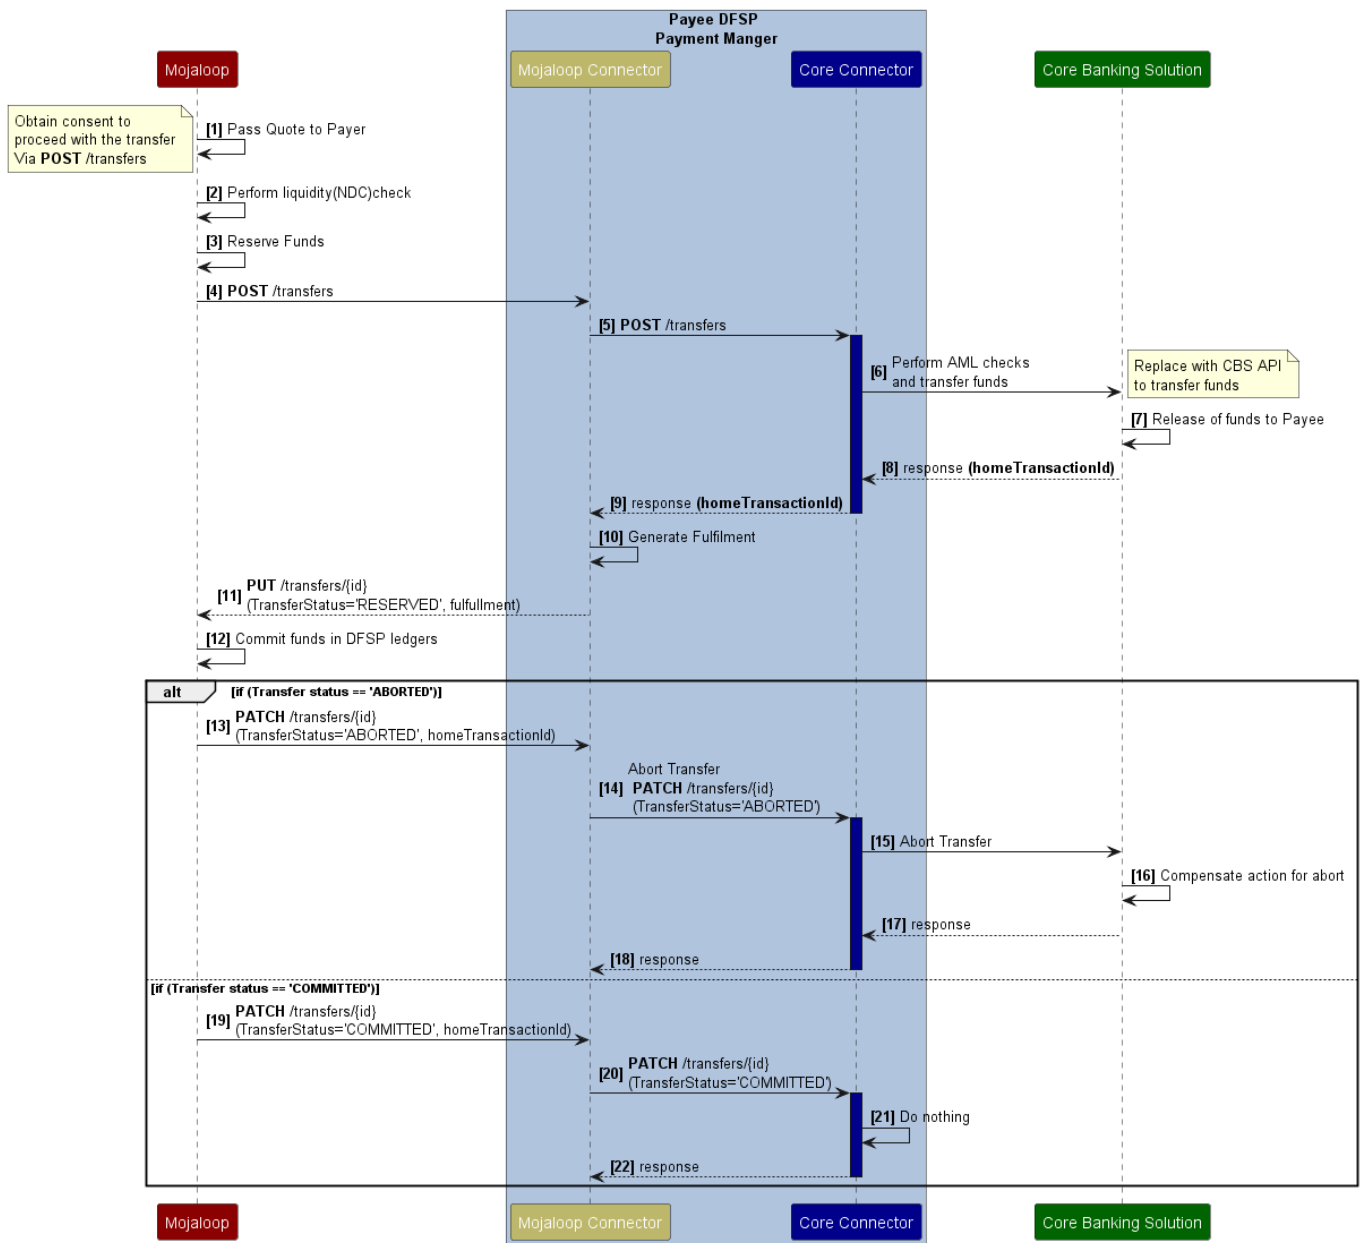 Payee DFSP
Payment Manger
Mojaloop
Mojaloop Connector
Core Connector
Core Banking Solution
Obtain consent to
proceed with the transfer
Via POST /transfers
[1] Pass Quote to Payer
[2] Perform liquidity(NDC)check
[3] Reserve Funds
[4] POST /transfers
[5] POST /transfers
[6] Perform AML checks
and transfer funds
Replace with CBS API
to transfer funds
[7] Release of funds to Payee
[8] response (homeTransactionId)
[9] response (homeTransactionId)
[10] Generate Fulfilment
[11] PUT /transfers/{id}
(TransferStatus='RESERVED', fulfullment)
[12] Commit funds in DFSP ledgers
alt [if (Transfer status == 'ABORTED')]
[13] PATCH /transfers/{id}
(TransferStatus='ABORTED', homeTransactionId)
Abort Transfer
[14] PATCH /transfers/{id}
(TransferStatus='ABORTED')
[15] Abort Transfer
[16] Compensate action for abort
[17] response
[18] response
[if (Transfer status == 'COMMITTED')]
[19] PATCH /transfers/{id}
(TransferStatus='COMMITTED', homeTransactionId)
[20] PATCH /transfers/{id}
(TransferStatus='COMMITTED')
[21] Do nothing
[22] response
Mojaloop
Mojaloop Connector
Core Connector
Core Banking Solution